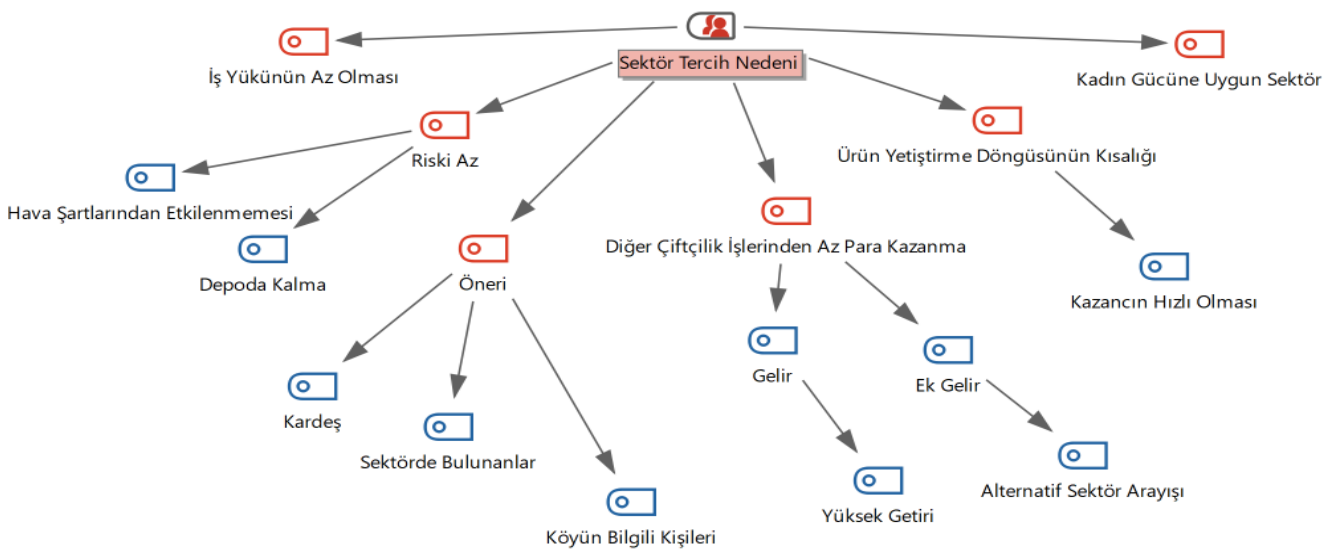 Sektör Tercih Nedeni
İş Yükünün Az Olması
Kadın Gücüne Uygun Sektör
Riski Az
Ürün Yetiştirme Döngüsünün Kısalığı
Hava Şartlarından Etkilenmemesi
Diğer Çiftçilik İşlerinden Az Para Kazanma
Depoda Kalma
Öneri
Kazancın Hızlı Olması
Gelir
Ek Gelir
Kardeş
Sektörde Bulunanlar
Alternatif Sektör Arayışı
Yüksek Getiri
Köyün Bilgili Kişileri